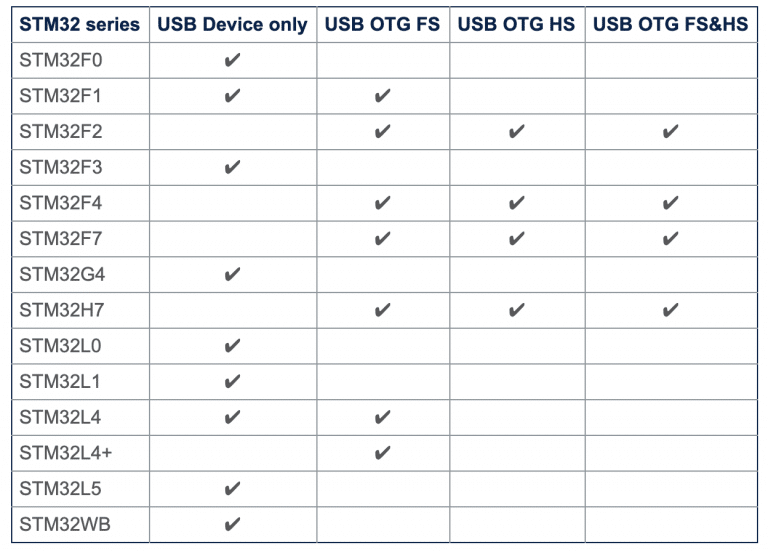 STM32 series USB Device only USB OTG FS USB OTG HS USB OTG FS&HS
STM32F0 ✔
STM32F1 ✔ ✔
STM32F2 ✔ ✔ ✔
STM32F3 ✔
STM32F4 ✔ ✔ ✔
STM32F7 ✔ ✔ ✔
STM32G4 ✔
STM32H7 ✔ ✔ ✔
STM32L0 ✔
STM32L1 ✔
STM32L4 ✔ ✔
STM32L4+ ✔
STM32L5 ✔
STM32WB ✔